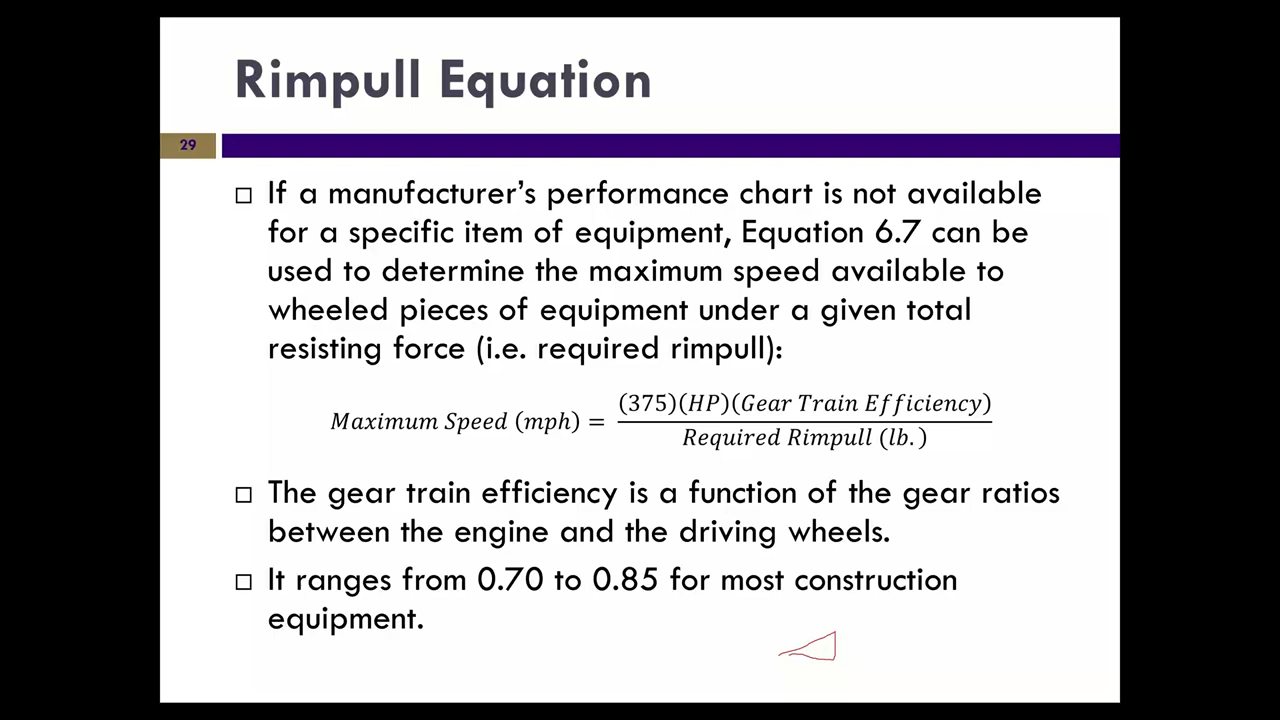 Rimpull Equation
29
□ If a manufacturer’s performance chart is not available
for a specific item of equipment, Equation 6.7 can be
used to determine the maximum speed available to
wheeled pieces of equipment under a given total
resisting force (i.e. required rimpull):
Maximum Speed (mph) = (375)(HP)(Gear Train Efficiency)
Required Rimpull (lb.)
□ The gear train efficiency is a function of the gear ratios
between the engine and the driving wheels.
□ It ranges from 0.70 to 0.85 for most construction
equipment.